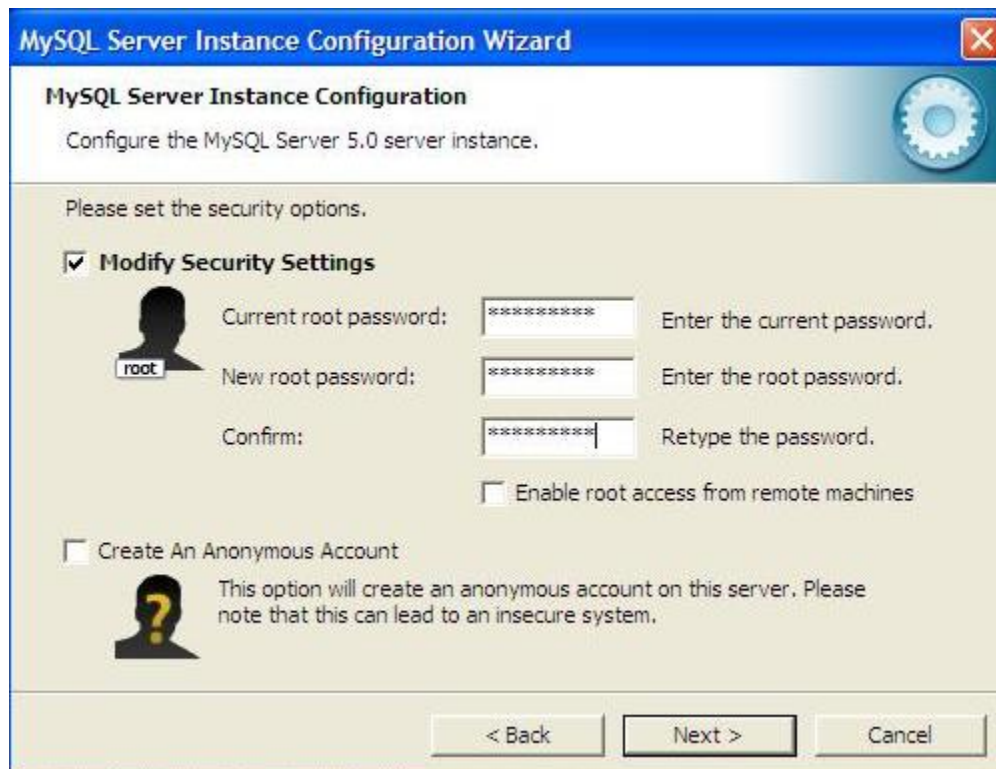 MySQL Server Instance Configuration Wizard
MySQL Server Instance Configuration
Configure the MySQL Server 5.0 server instance.
Please set the security options.
Modify Security Settings
root
Current root password: ********* Enter the current password.
New root password: ********* Enter the root password.
Confirm: ********* Retype the password.
Enable root access from remote machines
Create An Anonymous Account
This option will create an anonymous account on this server. Please
note that this can lead to an insecure system.
< Back Next > Cancel